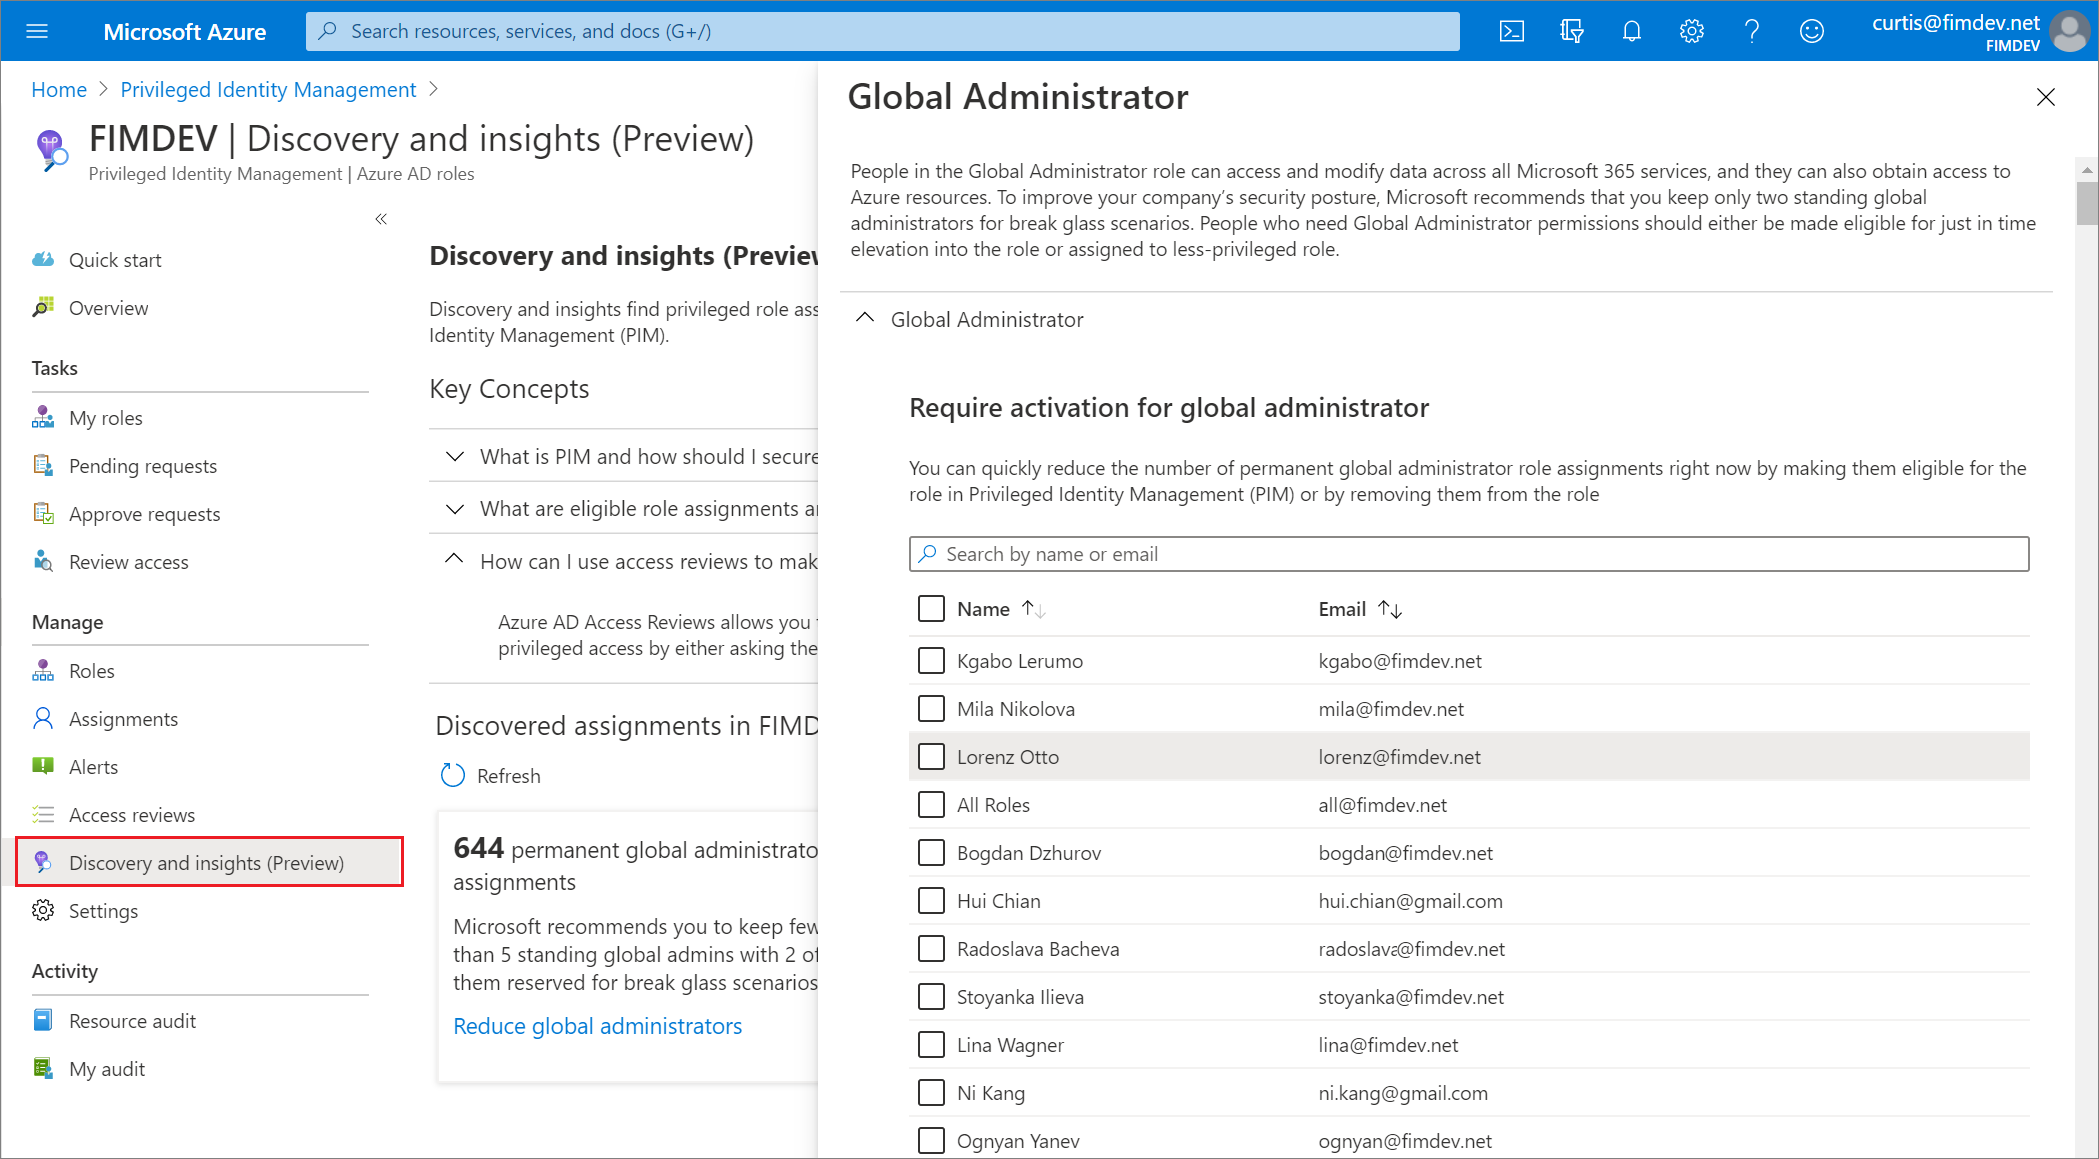 Microsoft Azure
Search resources, services, and docs (G+/)
curtis@fimdev.net
FIMDEV
Home > Privileged Identity Management >
FIMDEV | Discovery and insights (Preview)
Privileged Identity Management | Azure AD roles
«
Quick start
Overview
Tasks
My roles
Pending requests
Approve requests
Review access
Manage
Roles
Assignments
Alerts
Access reviews
Discovery and insights (Preview)
Settings
Activity
Resource audit
My audit
Discovery and insights (Preview
Discovery and insights find privileged role ass
Identity Management (PIM).
Key Concepts
What is PIM and how should I secure
What are eligible role assignments a
How can I use access reviews to mak
Azure AD Access Reviews allows you
privileged access by either asking the
Discovered assignments in FIMD
Refresh
644 permanent global administrato
assignments
Microsoft recommends you to keep few
than 5 standing global admins with 2 of
them reserved for break glass scenarios
Reduce global administrators
Global Administrator
People in the Global Administrator role can access and modify data across all Microsoft 365 services, and they can also obtain access to
Azure resources. To improve your company's security posture, Microsoft recommends that you keep only two standing global
administrators for break glass scenarios. People who need Global Administrator permissions should either be made eligible for just in time
elevation into the role or assigned to less-privileged role.
Global Administrator
Require activation for global administrator
You can quickly reduce the number of permanent global administrator role assignments right now by making them eligible for the
role in Privileged Identity Management (PIM) or by removing them from the role
Search by name or email
Name ↑↓ Email ↑↓
Kgabo Lerumo kgabo@fimdev.net
Mila Nikolova mila@fimdev.net
Lorenz Otto lorenz@fimdev.net
All Roles all@fimdev.net
Bogdan Dzhurov bogdan@fimdev.net
Hui Chian hui.chian@gmail.com
Radoslava Bacheva radoslava@fimdev.net
Stoyanka Ilieva stoyanka@fimdev.net
Lina Wagner lina@fimdev.net
Ni Kang ni.kang@gmail.com
Ognyan Yanev ognyan@fimdev.net